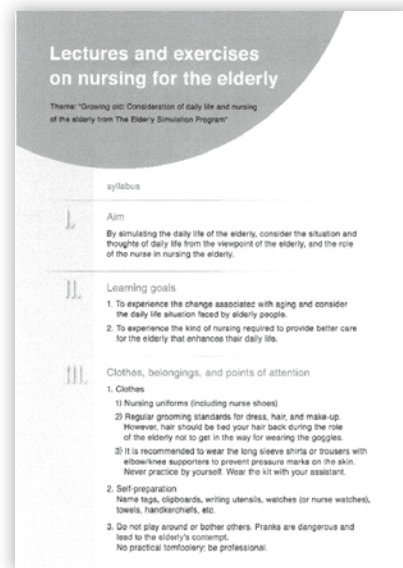 Lectures and exercises
on nursing for the elderly
Theme: "Growing old: Consideration of daily life and nursing
of the elderly from The Elderly Simulation Program"
syllabus
I.
Aim
By simulating the daily life of the elderly, consider the situation and
thoughts of daily life from the viewpoint of the elderly, and the role
of the nurse in nursing the elderly.
II.
Learning goals
1. To experience the change associated with aging and consider
the daily life situation faced by elderly people.
2. To experience the kind of nursing required to provide better care
for the elderly that enhances their daily life.
III.
Clothes, belongings, and points of attention
1. Clothes
1) Nursing uniforms (including nurse shoes)
2) Regular grooming standards for dress, hair, and make-up.
However, hair should be tied your hair back during the role
of the elderly not to get in the way for wearing the goggles.
3) It is recommended to wear the long sleeve shirts or trousers with
elbow/knee supporters to prevent pressure marks on the skin.
Never practice by yourself. Wear the kit with your assistant.
2. Self-preparation
Name tags, clipboards, writing utensils, watches (or nurse watches),
towels, handkerchiefs, etc.
3. Do not play around or bother others. Pranks are dangerous and
lead to the elderly's contempt.
No practical tomfoolery; be professional.